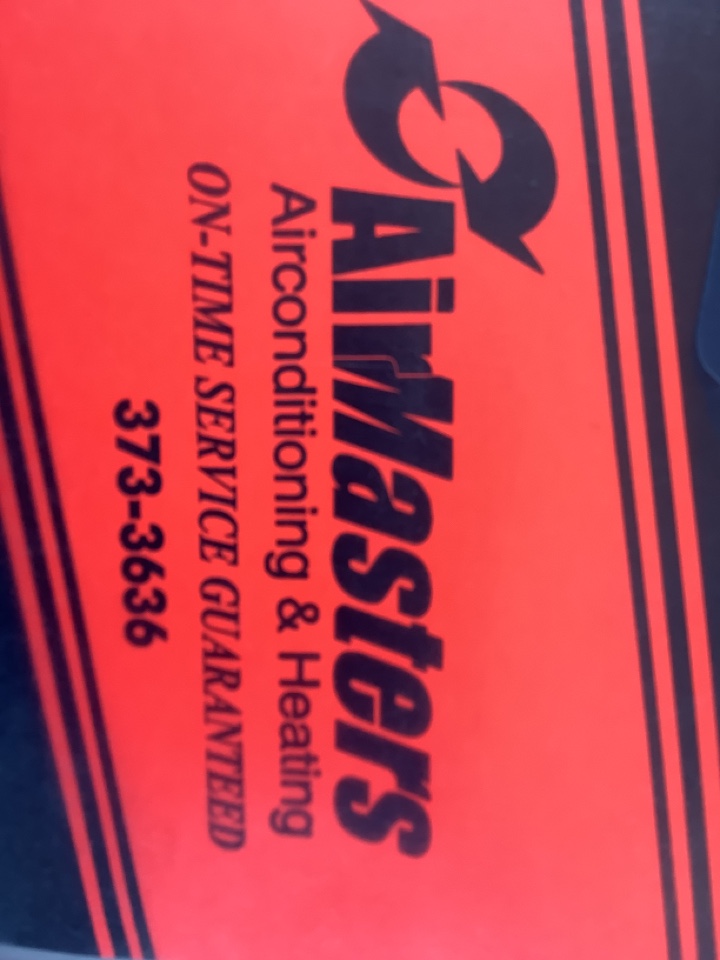 AirMasters
Airconditioning & Heating
ON-TIME SERVICE GUARANTEED
373-3636